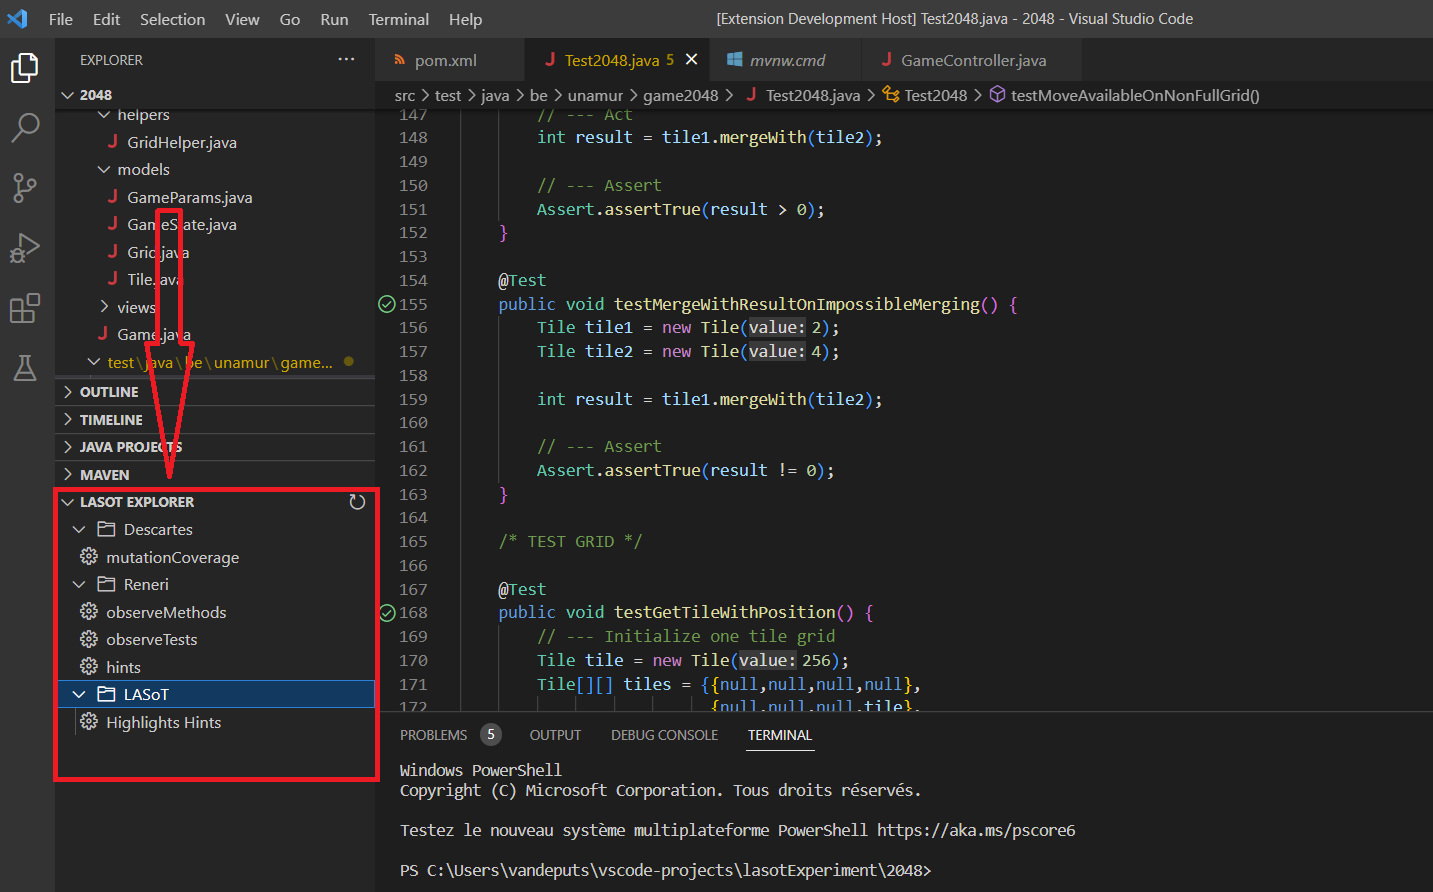 File Edit Selection View Go Run Terminal Help [Extension Development Host] Test2048.java - 2048 - Visual Studio Code
EXPLORER ···
pom.xml
J Test2048.java 5
mvnw.cmd
J GameController.java
src > test > java > be > unamur > game2048 > J Test2048.java > Test2048 > testMoveAvailableOnNonFullGrid()
2048
helpers
J GridHelper.java
models
J GameParams.java
J GameState.java
J Grid.java
J Tile.java
views
J Game.java
test\java\be\unamur\game...
OUTLINE
TIMELINE
JAVA PROJECTS
MAVEN
LASOT EXPLORER
Descartes
mutationCoverage
Reneri
observeMethods
observeTests
hints
LASoT
Highlights Hints
147 // --- Act
148 int result = tile1.mergeWith(tile2);
149
150 // --- Assert
151 Assert.assertTrue(result > 0);
152 }
153
154 @Test
155 public void testMergeWithResultOnImpossibleMerging() {
156 Tile tile1 = new Tile(value: 2);
157 Tile tile2 = new Tile(value: 4);
158
159 int result = tile1.mergeWith(tile2);
160
161 // --- Assert
162 Assert.assertTrue(result != 0);
163 }
164
165 /* TEST GRID */
166
167 @Test
168 public void testGetTileWithPosition() {
169 // --- Initialize one tile grid
170 Tile tile = new Tile(value: 256);
171 Tile[][] tiles = {{null,null,null,null},
172 {null,null,null,tile},
PROBLEMS 5 OUTPUT DEBUG CONSOLE TERMINAL
Windows PowerShell
Copyright (C) Microsoft Corporation. Tous droits réservés.
Testez le nouveau système multiplateforme PowerShell https://aka.ms/pscore6
PS C:\Users\vandeputs\vscode-projects\lasotExperiment\2048>